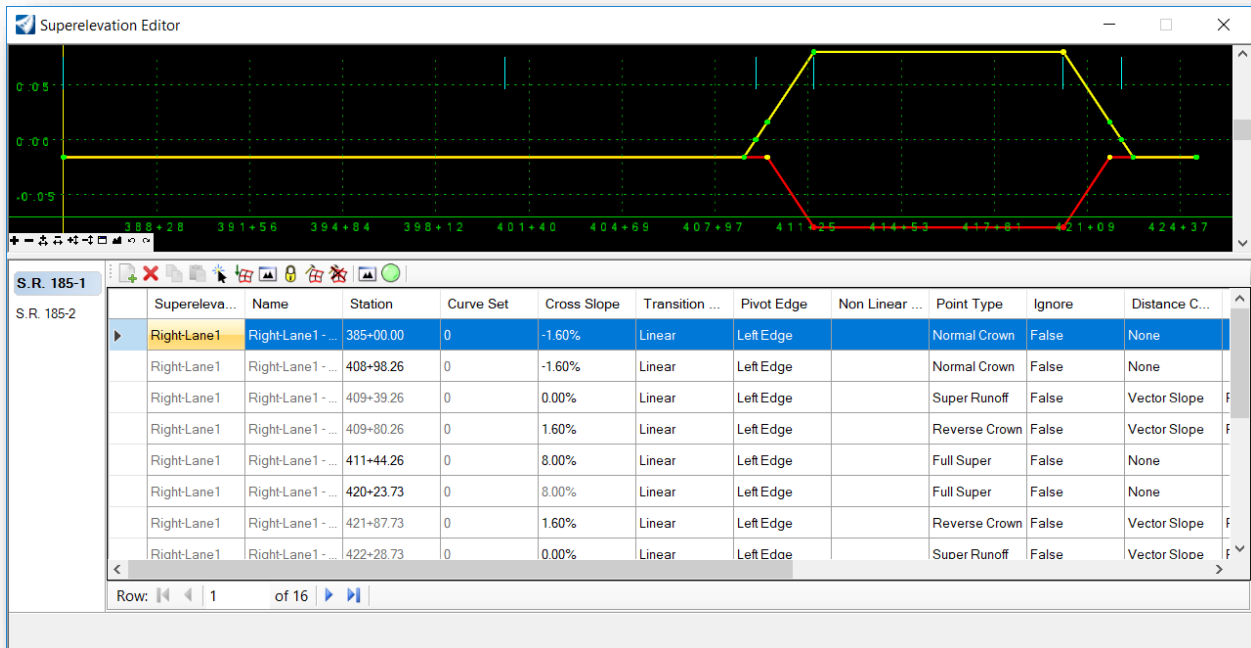 Superelevation Editor
0.05
0.00
-0.05
388+28 391+56 394+84 398+12 401+40 404+69 407+97 411+25 414+53 417+81 421+09 424+37
S.R. 185-1
S.R. 185-2
Supereleva... Name Station Curve Set Cross Slope Transition ... Pivot Edge Non Linear ... Point Type Ignore Distance C...
Right-Lane1 Right-Lane1 - ... 385+00.00 0 -1.60% Linear Left Edge Normal Crown False None
Right-Lane1 Right-Lane1 - ... 408+98.26 0 -1.60% Linear Left Edge Normal Crown False None
Right-Lane1 Right-Lane1 - ... 409+39.26 0 0.00% Linear Left Edge Super Runoff False Vector Slope
Right-Lane1 Right-Lane1 - ... 409+80.26 0 1.60% Linear Left Edge Reverse Crown False Vector Slope
Right-Lane1 Right-Lane1 - ... 411+44.26 0 8.00% Linear Left Edge Full Super False None
Right-Lane1 Right-Lane1 - ... 420+23.73 0 8.00% Linear Left Edge Full Super False None
Right-Lane1 Right-Lane1 - ... 421+87.73 0 1.60% Linear Left Edge Reverse Crown False Vector Slope
Right-Lane1 Right-Lane1 - ... 422+28.73 0 0.00% Linear Left Edge Super Runoff False Vector Slope
Row: 1 of 16